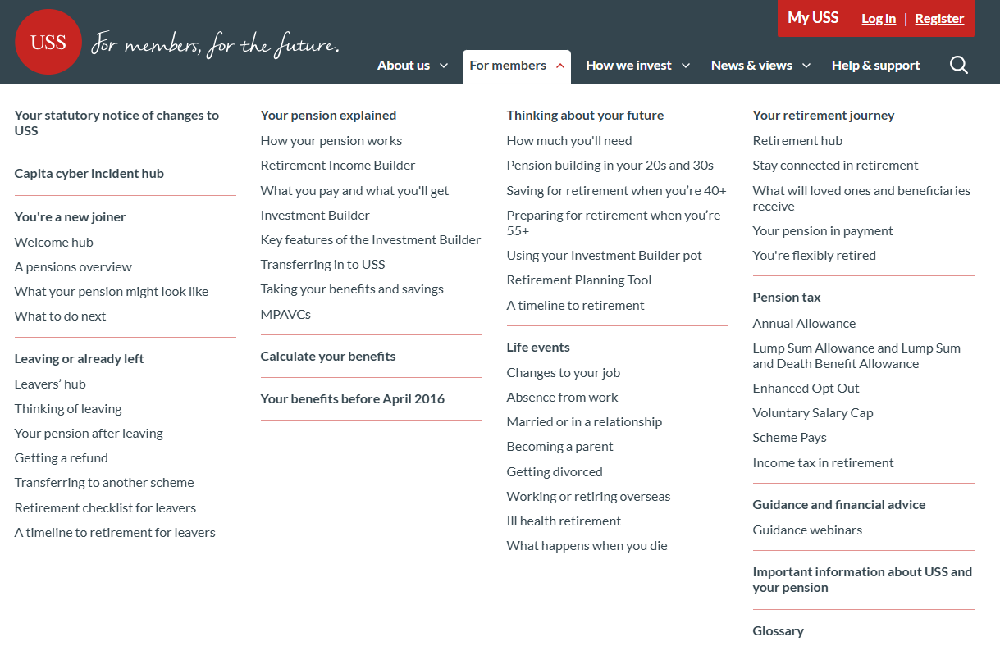 USS
For members, for the future.
My USS Log in | Register
About us For members How we invest News & views Help & support
Your statutory notice of changes to
USS
Capita cyber incident hub
You're a new joiner
Welcome hub
A pensions overview
What your pension might look like
What to do next
Leaving or already left
Leavers’ hub
Thinking of leaving
Your pension after leaving
Getting a refund
Transferring to another scheme
Retirement checklist for leavers
A timeline to retirement for leavers
Your pension explained
How your pension works
Retirement Income Builder
What you pay and what you'll get
Investment Builder
Key features of the Investment Builder
Transferring in to USS
Taking your benefits and savings
MPAVCs
Calculate your benefits
Your benefits before April 2016
Thinking about your future
How much you'll need
Pension building in your 20s and 30s
Saving for retirement when you’re 40+
Preparing for retirement when you’re
55+
Using your Investment Builder pot
Retirement Planning Tool
A timeline to retirement
Life events
Changes to your job
Absence from work
Married or in a relationship
Becoming a parent
Getting divorced
Working or retiring overseas
Ill health retirement
What happens when you die
Your retirement journey
Retirement hub
Stay connected in retirement
What will loved ones and beneficiaries
receive
Your pension in payment
You're flexibly retired
Pension tax
Annual Allowance
Lump Sum Allowance and Lump Sum
and Death Benefit Allowance
Enhanced Opt Out
Voluntary Salary Cap
Scheme Pays
Income tax in retirement
Guidance and financial advice
Guidance webinars
Important information about USS and
your pension
Glossary